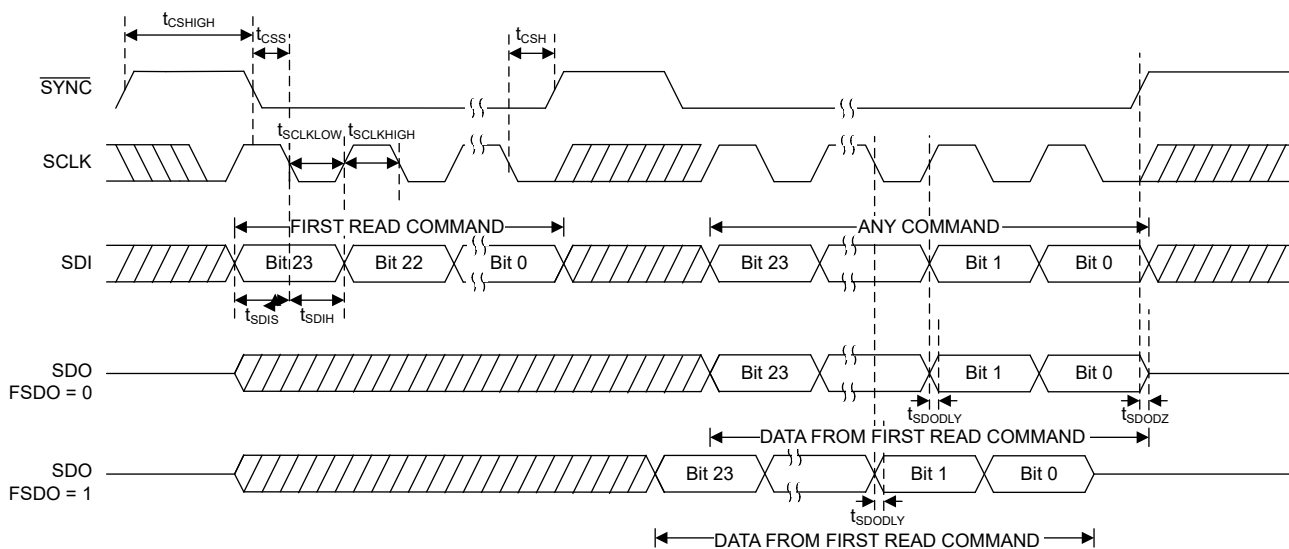 tCSHIGH
tCSS
tCSH
SYNC
tSCLKLOW
tSCLKHIGH
SCLK
FIRST READ COMMAND
ANY COMMAND
SDI
Bit 23
Bit 22
Bit 0
Bit 23
Bit 1
Bit 0
tSDIS
tSDIH
SDO
FSDO = 0
Bit 23
Bit 1
Bit 0
tSDODLY
tSDODZ
DATA FROM FIRST READ COMMAND
SDO
FSDO = 1
Bit 23
Bit 1
Bit 0
tSDODLY
DATA FROM FIRST READ COMMAND